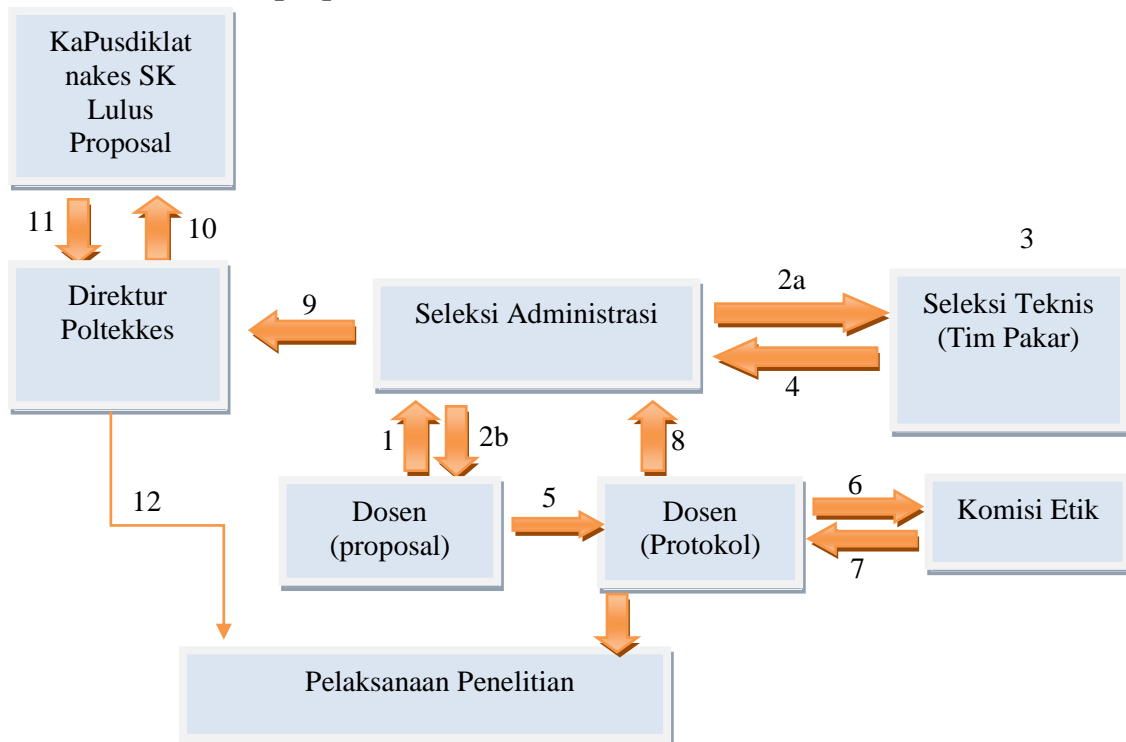 KaPusdiklat
nakes SK
Lulus
Proposal
11
10
3
Direktur
Poltekkes
9
Seleksi Administrasi
2a
4
Seleksi Teknis
(Tim Pakar)
1
2b
8
12
Dosen
(proposal)
5
Dosen
(Protokol)
6
7
Komisi Etik
Pelaksanaan Penelitian